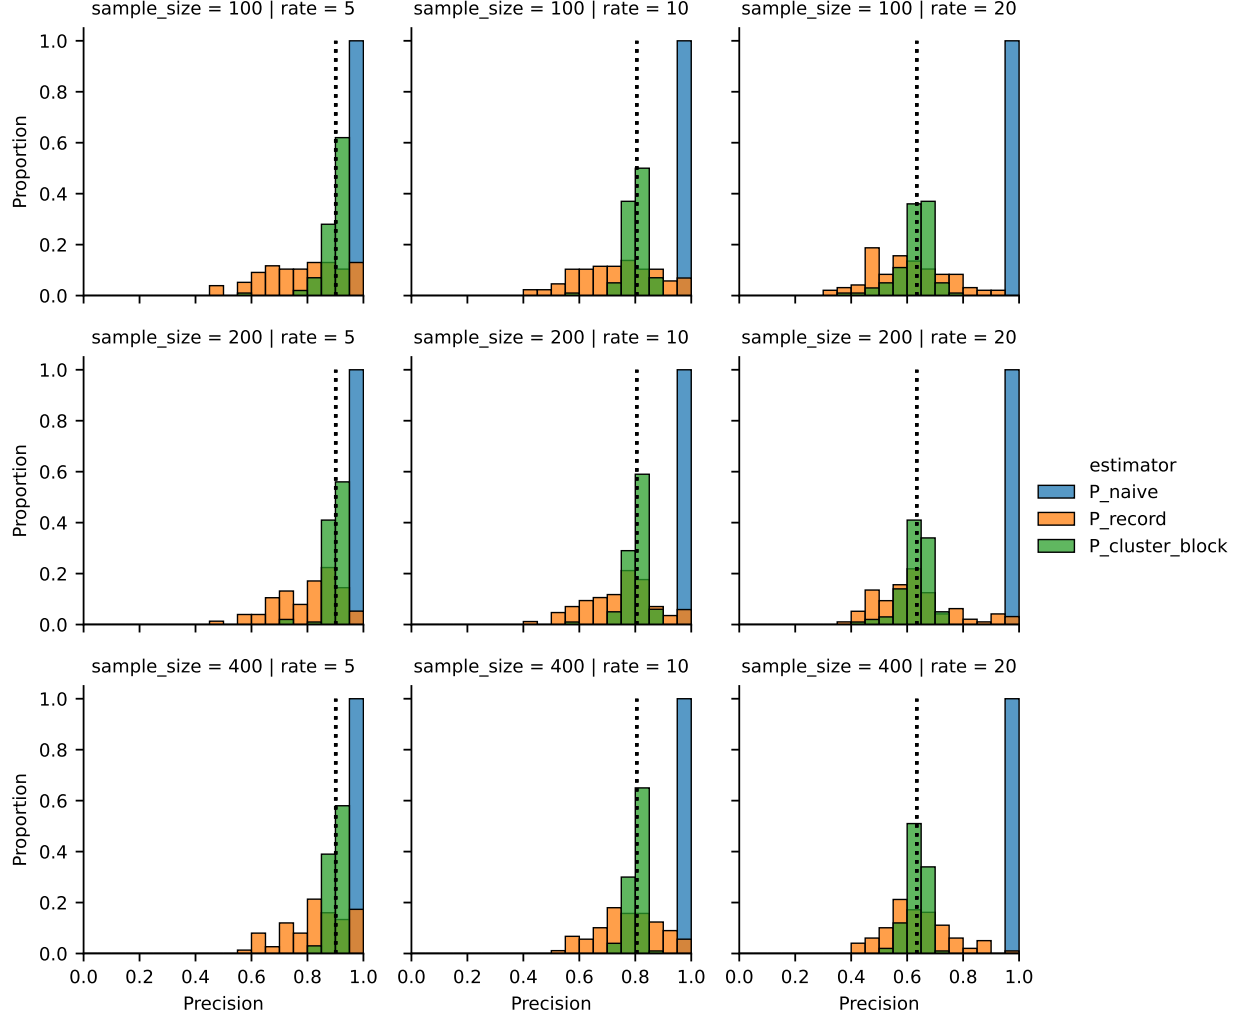 sample_size = 100 | rate = 5
sample_size = 100 | rate = 10
sample_size = 100 | rate = 20
1.0
0.8
0.6
0.4
0.2
0.0
Proportion
sample_size = 200 | rate = 5
sample_size = 200 | rate = 10
sample_size = 200 | rate = 20
1.0
0.8
0.6
0.4
0.2
0.0
Proportion
estimator
P_naive
P_record
P_cluster_block
sample_size = 400 | rate = 5
sample_size = 400 | rate = 10
sample_size = 400 | rate = 20
1.0
0.8
0.6
0.4
0.2
0.0
Proportion
0.0 0.2 0.4 0.6 0.8 1.0
0.0 0.2 0.4 0.6 0.8 1.0
0.0 0.2 0.4 0.6 0.8 1.0
Precision
Precision
Precision